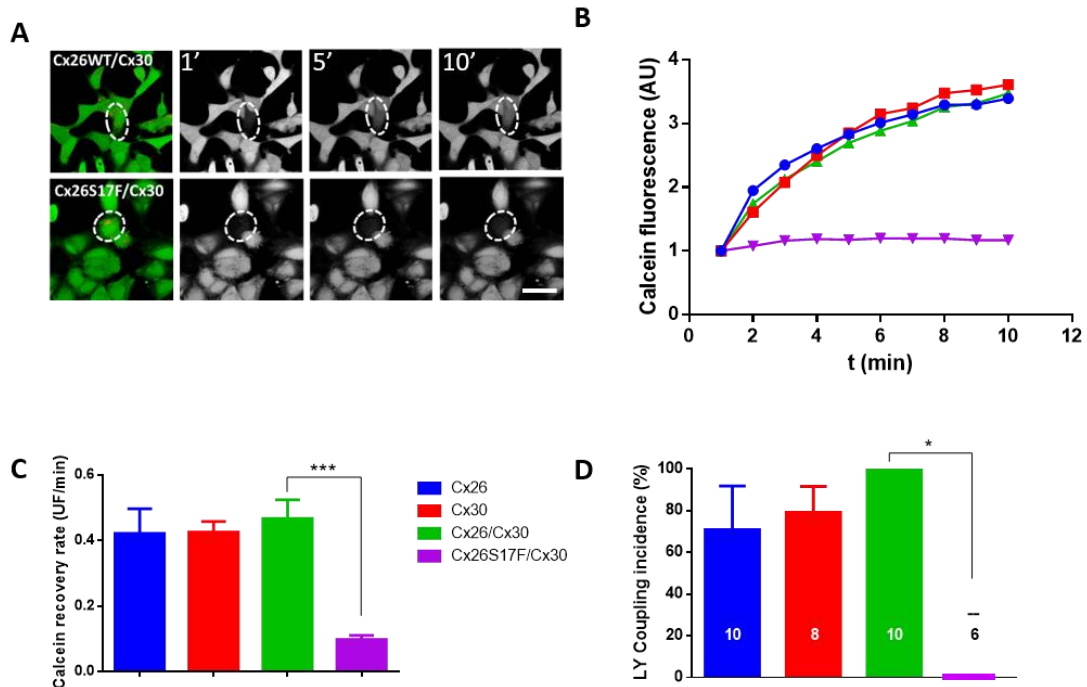 A
Cx26WT/Cx30
1’
5’
10’
Cx26S17F/Cx30
B
Calcein fluorescence (AU)
4
3
2
1
0
0 2 4 6 8 10 12
t (min)
C
Calcein recovery rate (UF/min)
0.6
0.4
0.2
0.0
***
Cx26
Cx30
Cx26/Cx30
Cx26S17F/Cx30
D
LY Coupling incidence (%)
100
80
60
40
20
0
*
10
8
10
--
6